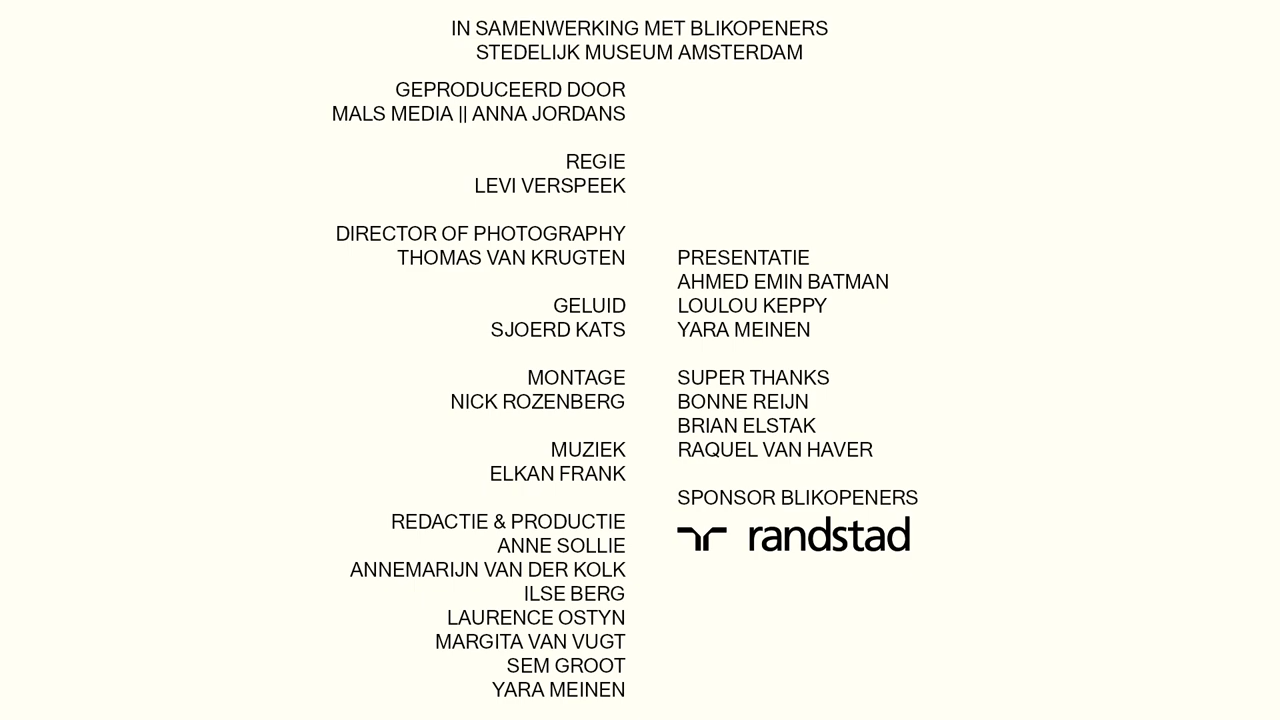 IN SAMENWERKING MET BLIKOPENERS
STEDELIJK MUSEUM AMSTERDAM
GEPRODUCEERD DOOR
MALS MEDIA || ANNA JORDANS
REGIE
LEVI VERSPEEK
DIRECTOR OF PHOTOGRAPHY
THOMAS VAN KRUGTEN
GELUID
SJOERD KATS
MONTAGE
NICK ROZENBERG
MUZIEK
ELKAN FRANK
REDACTIE & PRODUCTIE
ANNE SOLLIE
ANNEMARIJN VAN DER KOLK
ILSE BERG
LAURENCE OSTYN
MARGITA VAN VUGT
SEM GROOT
YARA MEINEN
PRESENTATIE
AHMED EMIN BATMAN
LOULOU KEPPY
YARA MEINEN
SUPER THANKS
BONNE REIJN
BRIAN ELSTAK
RAQUEL VAN HAVER
SPONSOR BLIKOPENERS
randstad